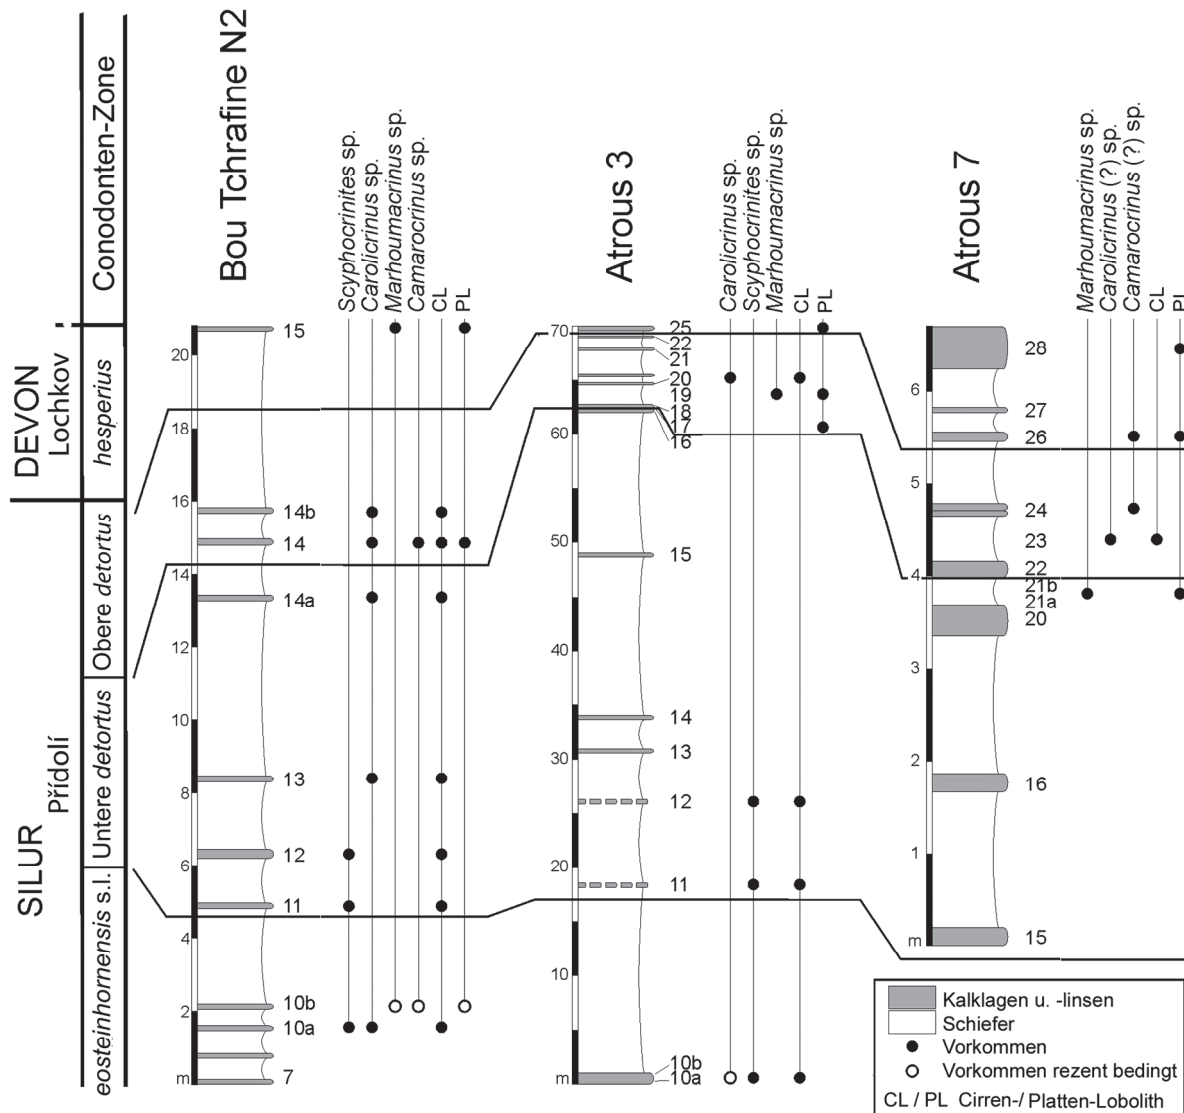 Conodonten-Zone
DEVON
Lochkov
hesperius
SILUR
Přídolí
Obere detortus
Untere detortus
eosteinhornensis s.l.
Bou Tchrafine N2
Scyphocrinites sp.
Carolicrinus sp.
Marhoumacrinus sp.
Camarocrinus sp.
CL
PL
20
18
16
14
12
10
8
6
4
2
m
15
14b
14
14a
13
12
11
10b
10a
7
Atrous 3
Carolicrinus sp.
Scyphocrinites sp.
Marhoumacrinus sp.
CL
PL
70
60
50
40
30
20
10
m
25
22
21
20
19
18
17
16
15
14
13
12
11
10b
10a
Atrous 7
Marhoumacrinus sp.
Carolicrinus (?) sp.
Camarocrinus (?) sp.
CL
PL
6
5
4
3
2
1
m
28
27
26
24
23
22
21b
21a
20
16
15
Kalklagen u. -linsen
Schiefer
Vorkommen
Vorkommen rezent bedingt
CL / PL Cirren-/ Platten-Lobolith